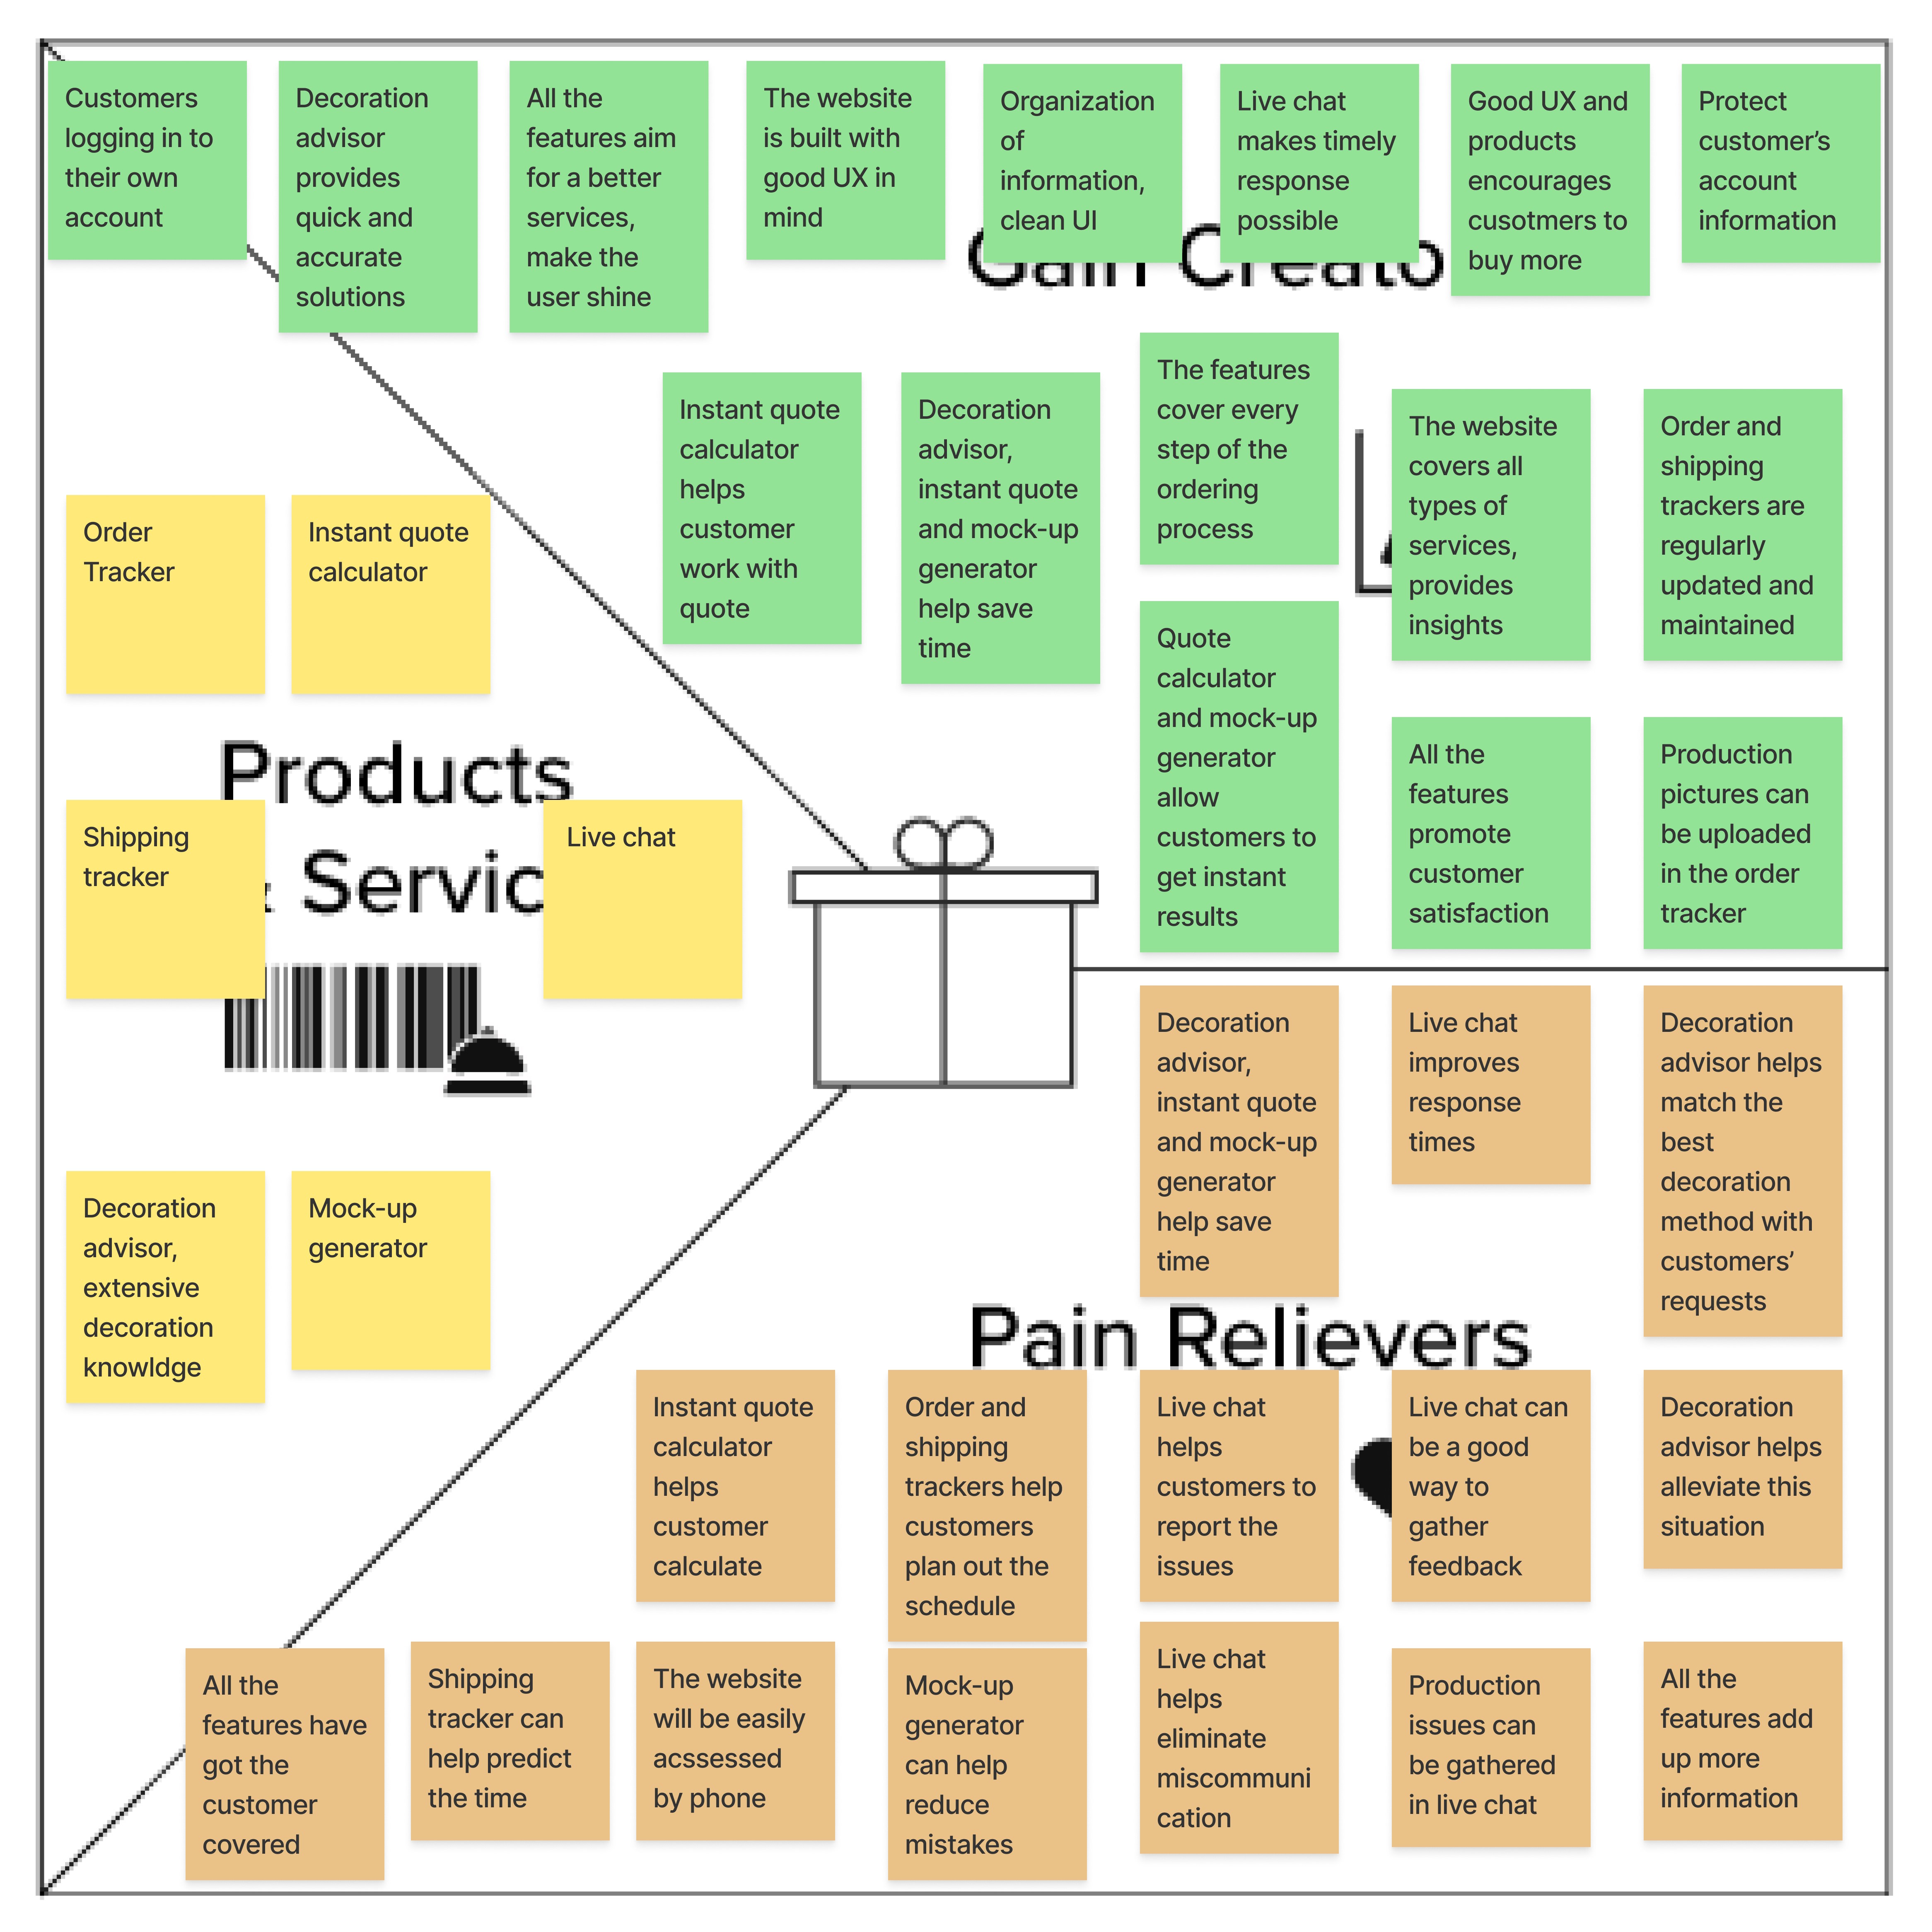 Customers
logging in to
their own
account
Decoration
advisor
provides
quick and
accurate
solutions
All the
features aim
for a better
services,
make the
user shine
The website
is built with
good UX in
mind
Organization
of
information,
clean UI
Live chat
makes timely
response
possible
Good UX and
products
encourages
cusotmers to
buy more
Protect
customer’s
account
information
Gain Creato
Instant quote
calculator
helps
customer
work with
quote
Decoration
advisor,
instant quote
and mock-up
generator
help save
time
The features
cover every
step of the
ordering
process
The website
covers all
types of
services,
provides
insights
Order and
shipping
trackers are
regularly
updated and
maintained
Quote
calculator
and mock-up
generator
allow
customers to
get instant
results
All the
features
promote
customer
satisfaction
Production
pictures can
be uploaded
in the order
tracker
Order
Tracker
Instant quote
calculator
Products
& Servic
Shipping
tracker
Live chat
Decoration
advisor,
extensive
decoration
knowldge
Mock-up
generator
Decoration
advisor,
instant quote
and mock-up
generator
help save
time
Live chat
improves
response
times
Decoration
advisor helps
match the
best
decoration
method with
customers’
requests
Pain Relievers
Instant quote
calculator
helps
customer
calculate
Order and
shipping
trackers help
customers
plan out the
schedule
Live chat
helps
customers to
report the
issues
Live chat can
be a good
way to
gather
feedback
Decoration
advisor helps
alleviate this
situation
All the
features have
got the
customer
covered
Shipping
tracker can
help predict
the time
The website
will be easily
acssessed
by phone
Mock-up
generator
can help
reduce
mistakes
Live chat
helps
eliminate
miscommuni
cation
Production
issues can
be gathered
in live chat
All the
features add
up more
information